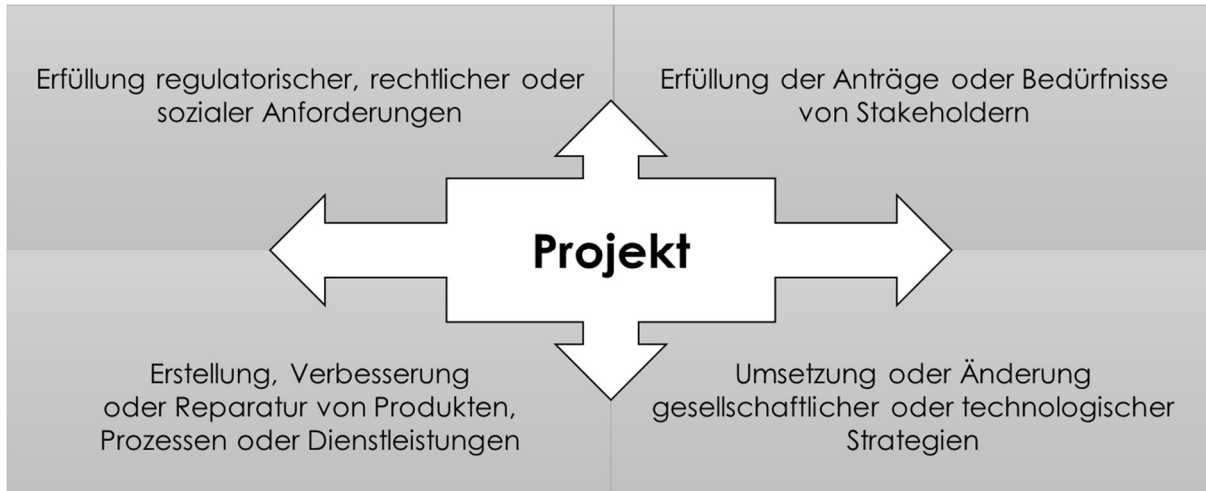 Erfüllung regulatorischer, rechtlicher oder
sozialer Anforderungen
Erfüllung der Anträge oder Bedürfnisse
von Stakeholdern
Projekt
Erstellung, Verbesserung
oder Reparatur von Produkten,
Prozessen oder Dienstleistungen
Umsetzung oder Änderung
gesellschaftlicher oder technologischer
Strategien